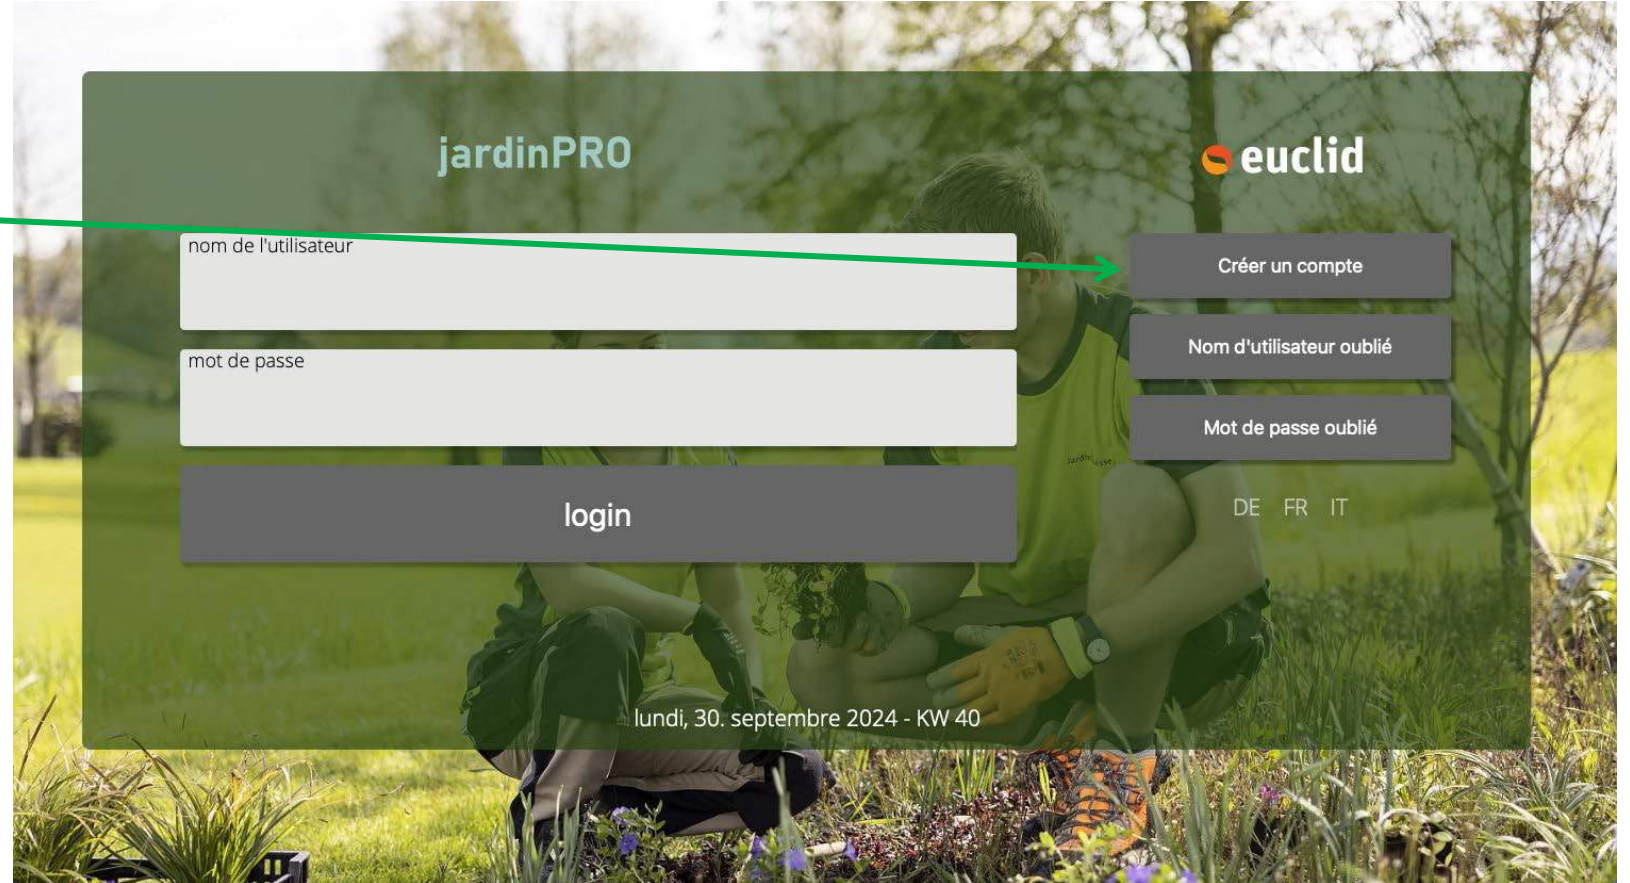 jardinPRO
euclid
nom de l'utilisateur
mot de passe
login
Créer un compte
Nom d'utilisateur oublié
Mot de passe oublié
DE FR IT
lundi, 30. septembre 2024 - KW 40